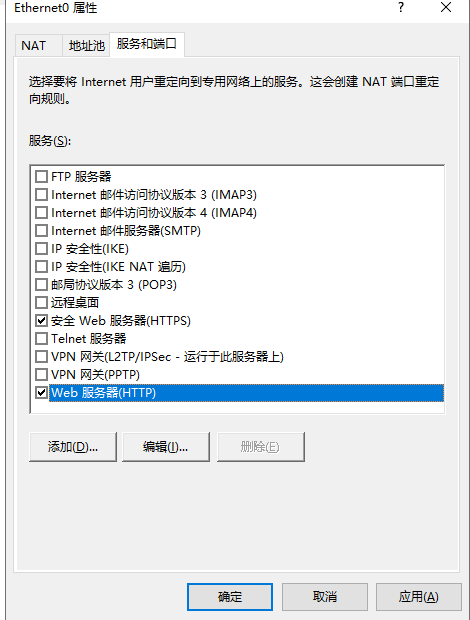 Ethernet0 属性
NAT 地址池 服务和端口
选择要将 Internet 用户重定向到专用网络上的服务。这会创建 NAT 端口重定
向规则。
服务(S):
FTP 服务器
Internet 邮件访问协议版本 3 (IMAP3)
Internet 邮件访问协议版本 4 (IMAP4)
Internet 邮件服务器(SMTP)
IP 安全性(IKE)
IP 安全性(IKE NAT 遍历)
邮局协议版本 3 (POP3)
远程桌面
安全 Web 服务器(HTTPS)
Telnet 服务器
VPN 网关(L2TP/IPSec - 运行于此服务器上)
VPN 网关(PPTP)
Web 服务器(HTTP)
添加(D)... 编辑(I)... 删除(E)
确定 取消 应用(A)